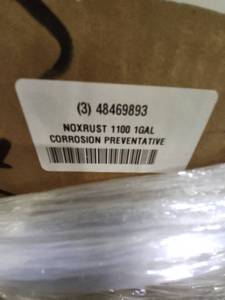 (3) 48469893
NOXRUST 1100 1GAL
CORROSION PREVENTATIVE